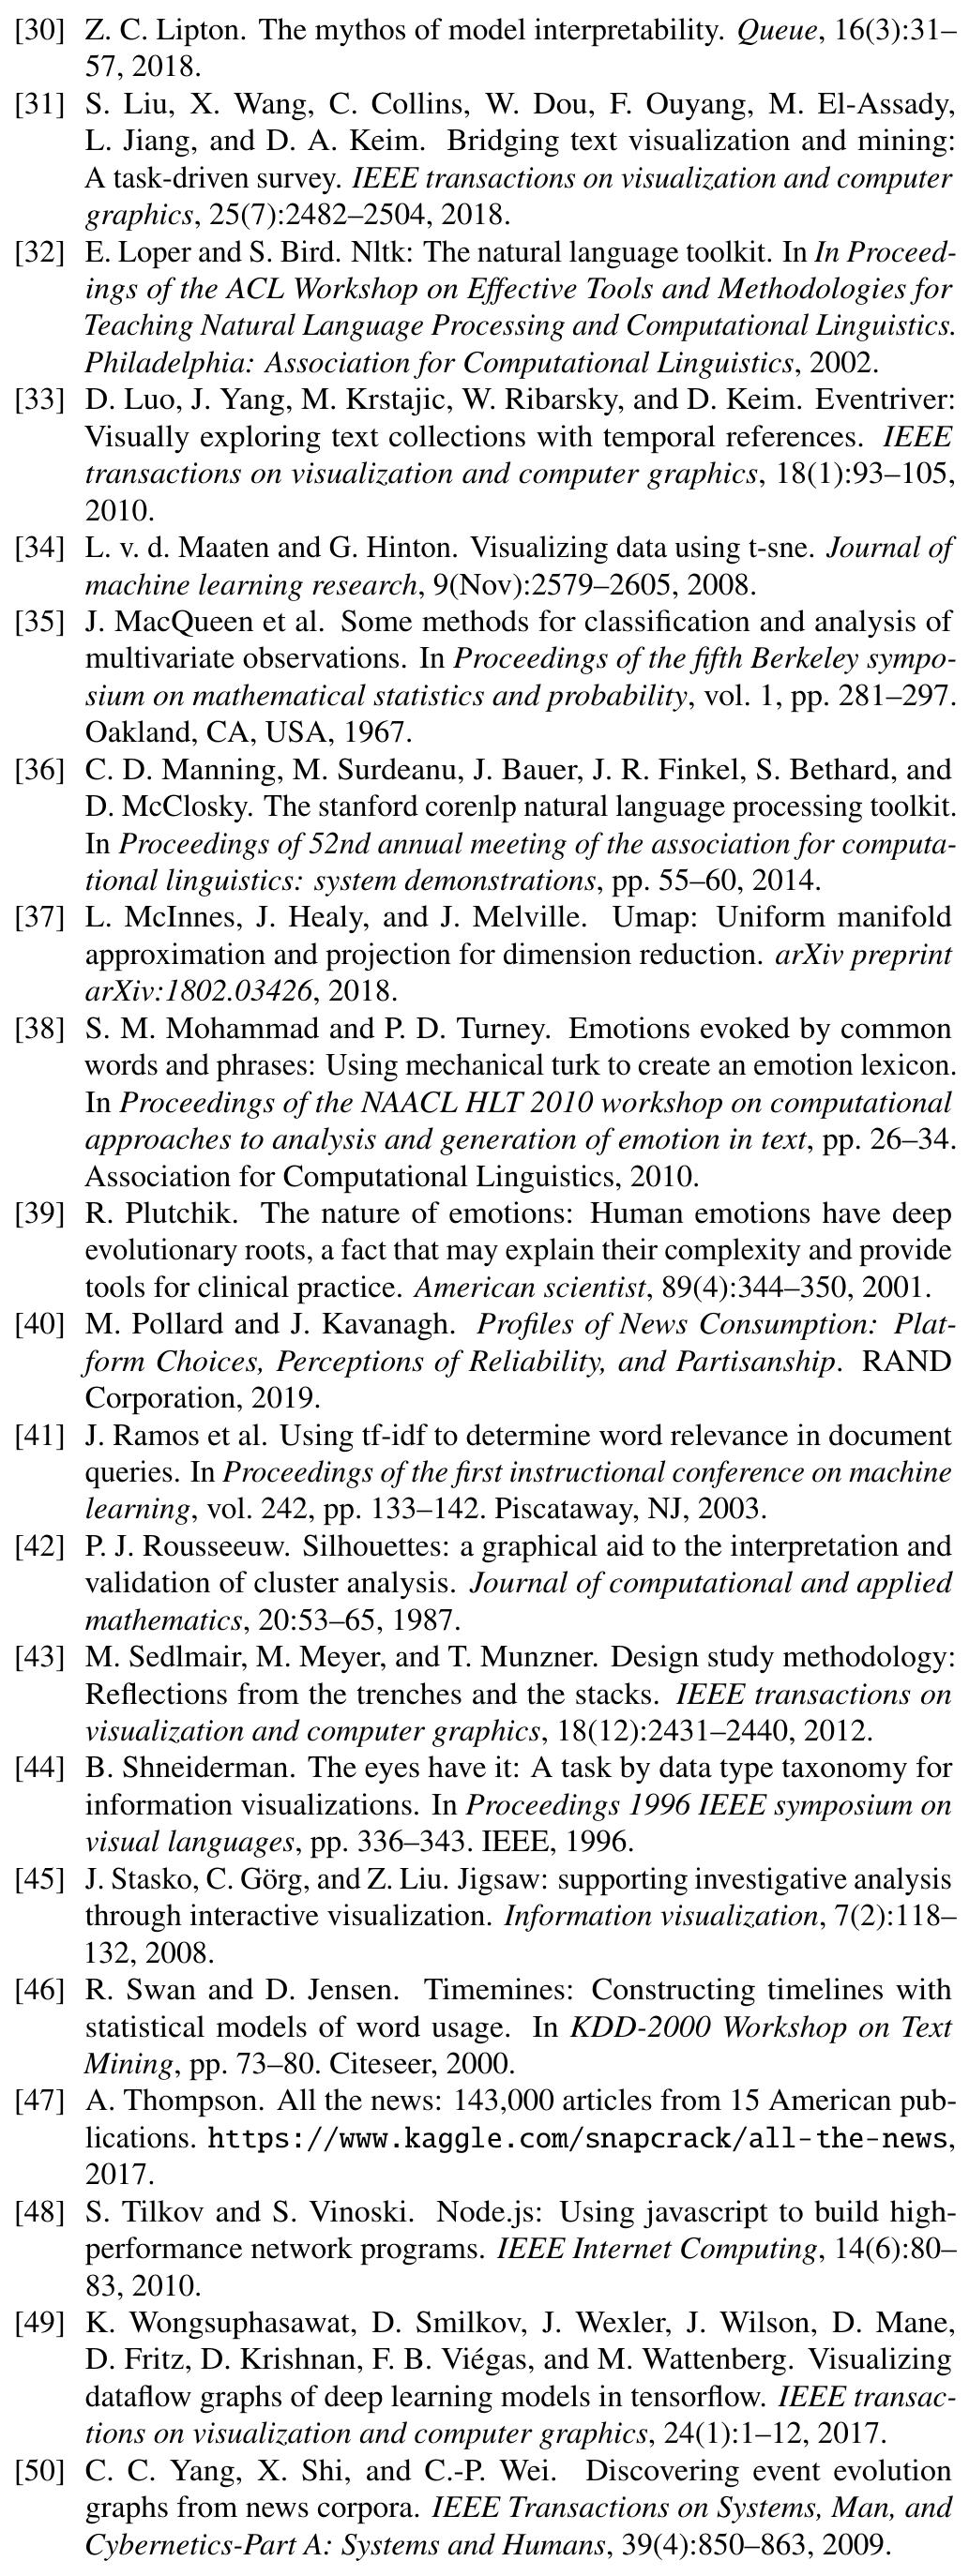 [30] Z. C. Lipton. The mythos of model interpretability. Queue, 16(3):31–
57, 2018.
[31] S. Liu, X. Wang, C. Collins, W. Dou, F. Ouyang, M. El-Assady,
L. Jiang, and D. A. Keim. Bridging text visualization and mining:
A task-driven survey. IEEE transactions on visualization and computer
graphics, 25(7):2482–2504, 2018.
[32] E. Loper and S. Bird. Nltk: The natural language toolkit. In In Proceed-
ings of the ACL Workshop on Effective Tools and Methodologies for
Teaching Natural Language Processing and Computational Linguistics.
Philadelphia: Association for Computational Linguistics, 2002.
[33] D. Luo, J. Yang, M. Krstajic, W. Ribarsky, and D. Keim. Eventriver:
Visually exploring text collections with temporal references. IEEE
transactions on visualization and computer graphics, 18(1):93–105,
2010.
[34] L. v. d. Maaten and G. Hinton. Visualizing data using t-sne. Journal of
machine learning research, 9(Nov):2579–2605, 2008.
[35] J. MacQueen et al. Some methods for classification and analysis of
multivariate observations. In Proceedings of the fifth Berkeley sympo-
sium on mathematical statistics and probability, vol. 1, pp. 281–297.
Oakland, CA, USA, 1967.
[36] C. D. Manning, M. Surdeanu, J. Bauer, J. R. Finkel, S. Bethard, and
D. McClosky. The stanford corenlp natural language processing toolkit.
In Proceedings of 52nd annual meeting of the association for computa-
tional linguistics: system demonstrations, pp. 55–60, 2014.
[37] L. McInnes, J. Healy, and J. Melville. Umap: Uniform manifold
approximation and projection for dimension reduction. arXiv preprint
arXiv:1802.03426, 2018.
[38] S. M. Mohammad and P. D. Turney. Emotions evoked by common
words and phrases: Using mechanical turk to create an emotion lexicon.
In Proceedings of the NAACL HLT 2010 workshop on computational
approaches to analysis and generation of emotion in text, pp. 26–34.
Association for Computational Linguistics, 2010.
[39] R. Plutchik. The nature of emotions: Human emotions have deep
evolutionary roots, a fact that may explain their complexity and provide
tools for clinical practice. American scientist, 89(4):344–350, 2001.
[40] M. Pollard and J. Kavanagh. Profiles of News Consumption: Plat-
form Choices, Perceptions of Reliability, and Partisanship. RAND
Corporation, 2019.
[41] J. Ramos et al. Using tf-idf to determine word relevance in document
queries. In Proceedings of the first instructional conference on machine
learning, vol. 242, pp. 133–142. Piscataway, NJ, 2003.
[42] P. J. Rousseeuw. Silhouettes: a graphical aid to the interpretation and
validation of cluster analysis. Journal of computational and applied
mathematics, 20:53–65, 1987.
[43] M. Sedlmair, M. Meyer, and T. Munzner. Design study methodology:
Reflections from the trenches and the stacks. IEEE transactions on
visualization and computer graphics, 18(12):2431–2440, 2012.
[44] B. Shneiderman. The eyes have it: A task by data type taxonomy for
information visualizations. In Proceedings 1996 IEEE symposium on
visual languages, pp. 336–343. IEEE, 1996.
[45] J. Stasko, C. Görg, and Z. Liu. Jigsaw: supporting investigative analysis
through interactive visualization. Information visualization, 7(2):118–
132, 2008.
[46] R. Swan and D. Jensen. Timemines: Constructing timelines with
statistical models of word usage. In KDD-2000 Workshop on Text
Mining, pp. 73–80. Citeseer, 2000.
[47] A. Thompson. All the news: 143,000 articles from 15 American pub-
lications. https://www.kaggle.com/snapcrack/all-the-news,
2017.
[48] S. Tilkov and S. Vinoski. Node.js: Using javascript to build high-
performance network programs. IEEE Internet Computing, 14(6):80–
83, 2010.
[49] K. Wongsuphasawat, D. Smilkov, J. Wexler, J. Wilson, D. Mane,
D. Fritz, D. Krishnan, F. B. Viégas, and M. Wattenberg. Visualizing
dataflow graphs of deep learning models in tensorflow. IEEE transac-
tions on visualization and computer graphics, 24(1):1–12, 2017.
[50] C. C. Yang, X. Shi, and C.-P. Wei. Discovering event evolution
graphs from news corpora. IEEE Transactions on Systems, Man, and
Cybernetics-Part A: Systems and Humans, 39(4):850–863, 2009.